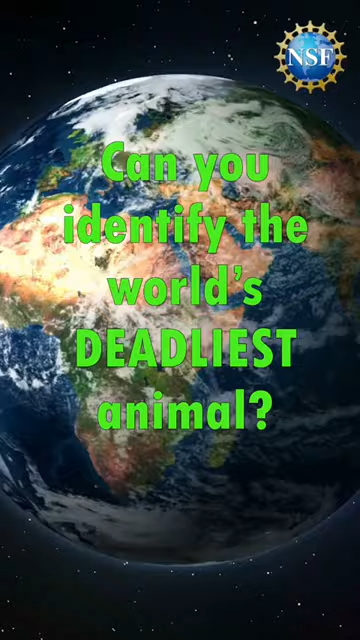 NSF
Can you
identify the
world's
DEADLIEST
animal?